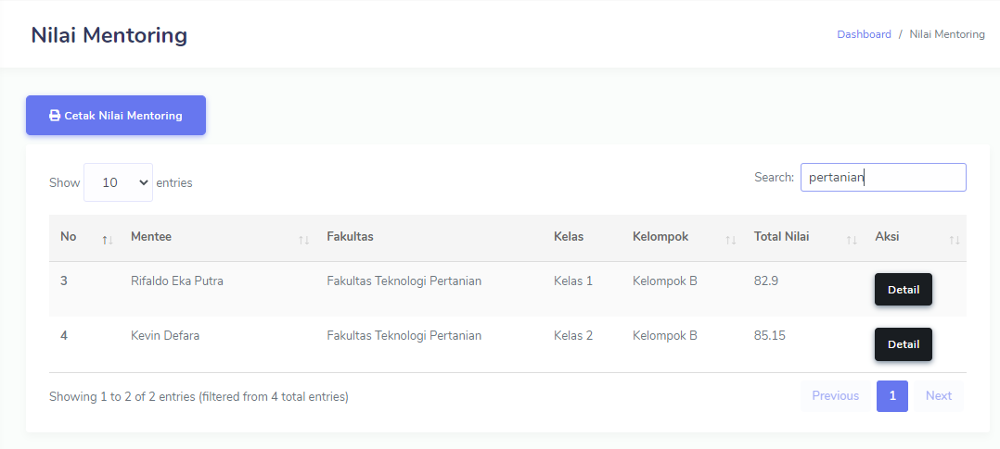 Nilai Mentoring
Dashboard / Nilai Mentoring
Cetak Nilai Mentoring
Show 10 entries
Search: pertanian
No Mentee Fakultas Kelas Kelompok Total Nilai Aksi
3 Rifaldo Eka Putra Fakultas Teknologi Pertanian Kelas 1 Kelompok B 82.9 Detail
4 Kevin Defara Fakultas Teknologi Pertanian Kelas 2 Kelompok B 85.15 Detail
Showing 1 to 2 of 2 entries (filtered from 4 total entries)
Previous 1 Next